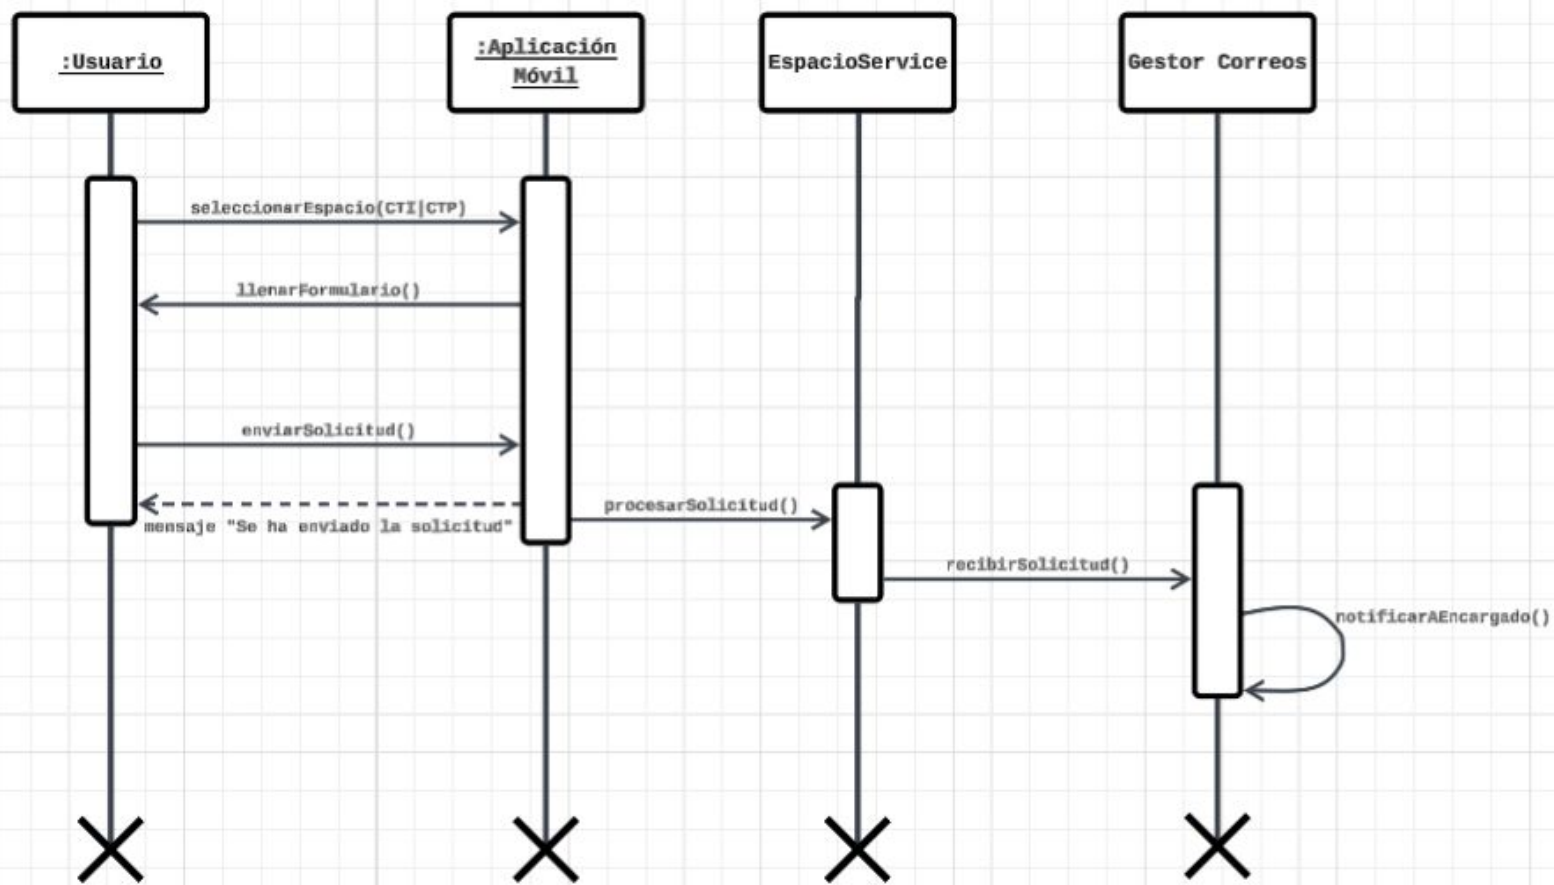 :Usuario
:Aplicación
Móvil
EspacioService
Gestor Correos
seleccionarEspacio(CTI|CTP)
llenarFormulario()
enviarSolicitud()
mensaje "Se ha enviado la solicitud"
procesarSolicitud()
recibirSolicitud()
notificarAEncargado()